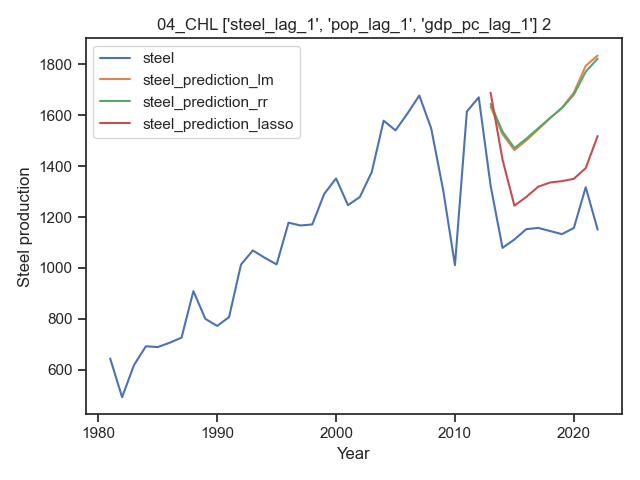 04_CHL ['steel_lag_1', 'pop_lag_1', 'gdp_pc_lag_1'] 2
steel
steel_prediction_lm
steel_prediction_rr
steel_prediction_lasso
Steel production
1800
1600
1400
1200
1000
800
600
1980 1990 2000 2010 2020
Year